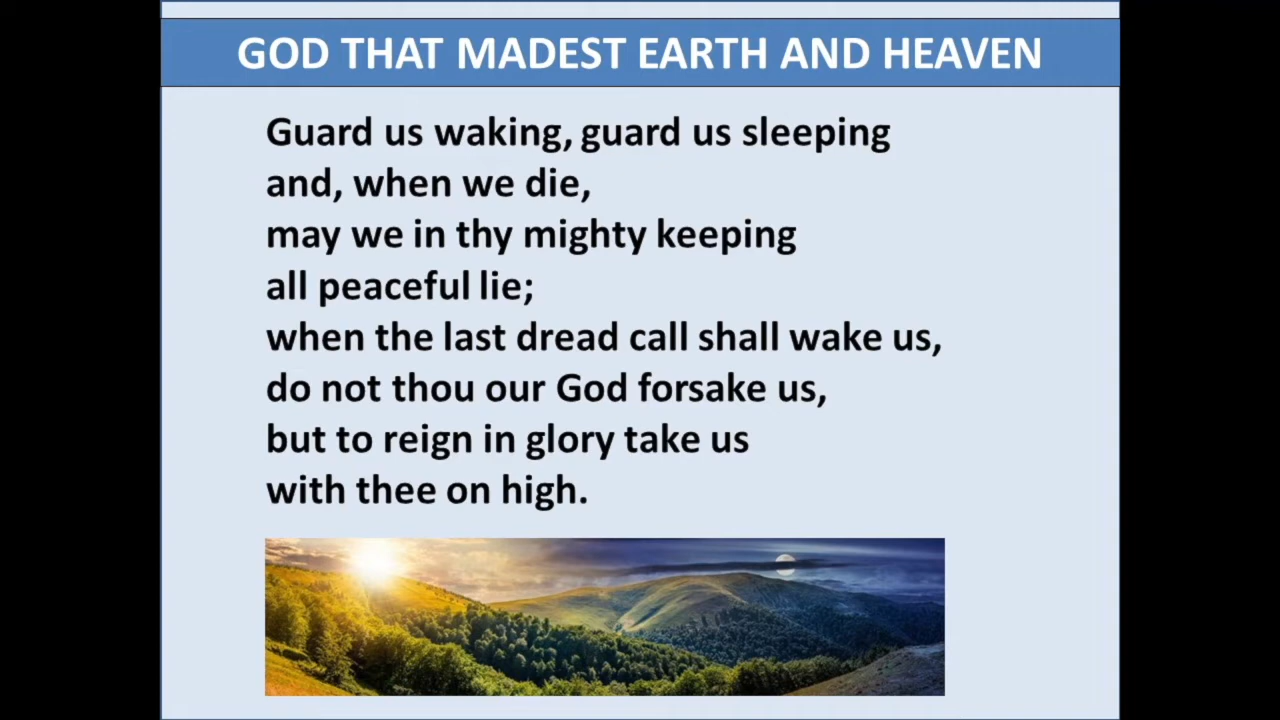 GOD THAT MADEST EARTH AND HEAVEN
Guard us waking, guard us sleeping
and, when we die,
may we in thy mighty keeping
all peaceful lie;
when the last dread call shall wake us,
do not thou our God forsake us,
but to reign in glory take us
with thee on high.